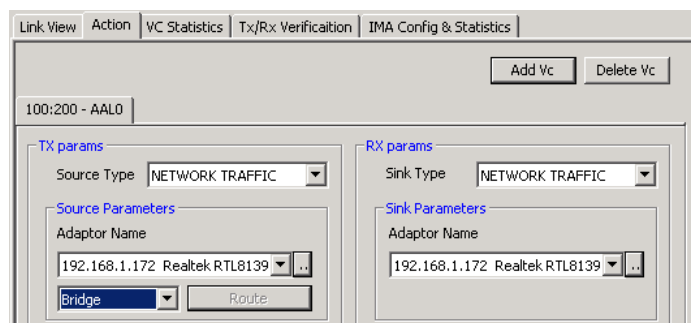 Link View Action VC Statistics Tx/Rx Verificaition IMA Config & Statistics
Add Vc Delete Vc
100:200 - AAL0
TX params
Source Type NETWORK TRAFFIC
Source Parameters
Adaptor Name
192.168.1.172 Realtek RTL8139 ..
Bridge Route
RX params
Sink Type NETWORK TRAFFIC
Sink Parameters
Adaptor Name
192.168.1.172 Realtek RTL8139 ..